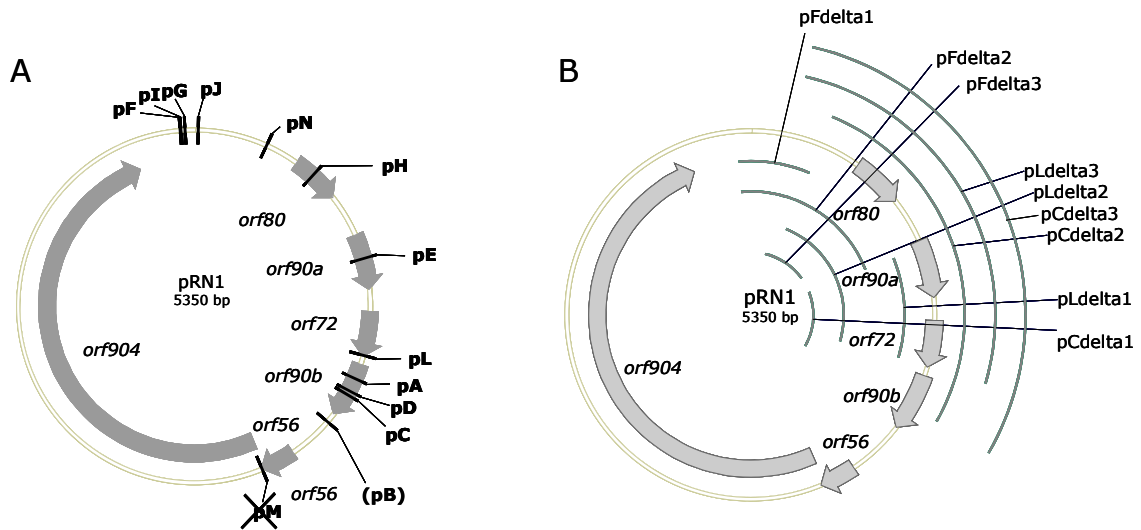 A
pF
pI
pG
pJ
pN
pH
orf80
pE
orf90a
pRN1
5350 bp
orf72
orf904
pL
orf90b
pA
pD
pC
orf56
(pB)
orf56
pM
B
pFdelta1
pFdelta2
pFdelta3
pLdelta3
pLdelta2
pCdelta3
pCdelta2
orf80
orf90a
pRN1
5350 bp
pLdelta1
orf72
pCdelta1
orf904
orf90b
orf56